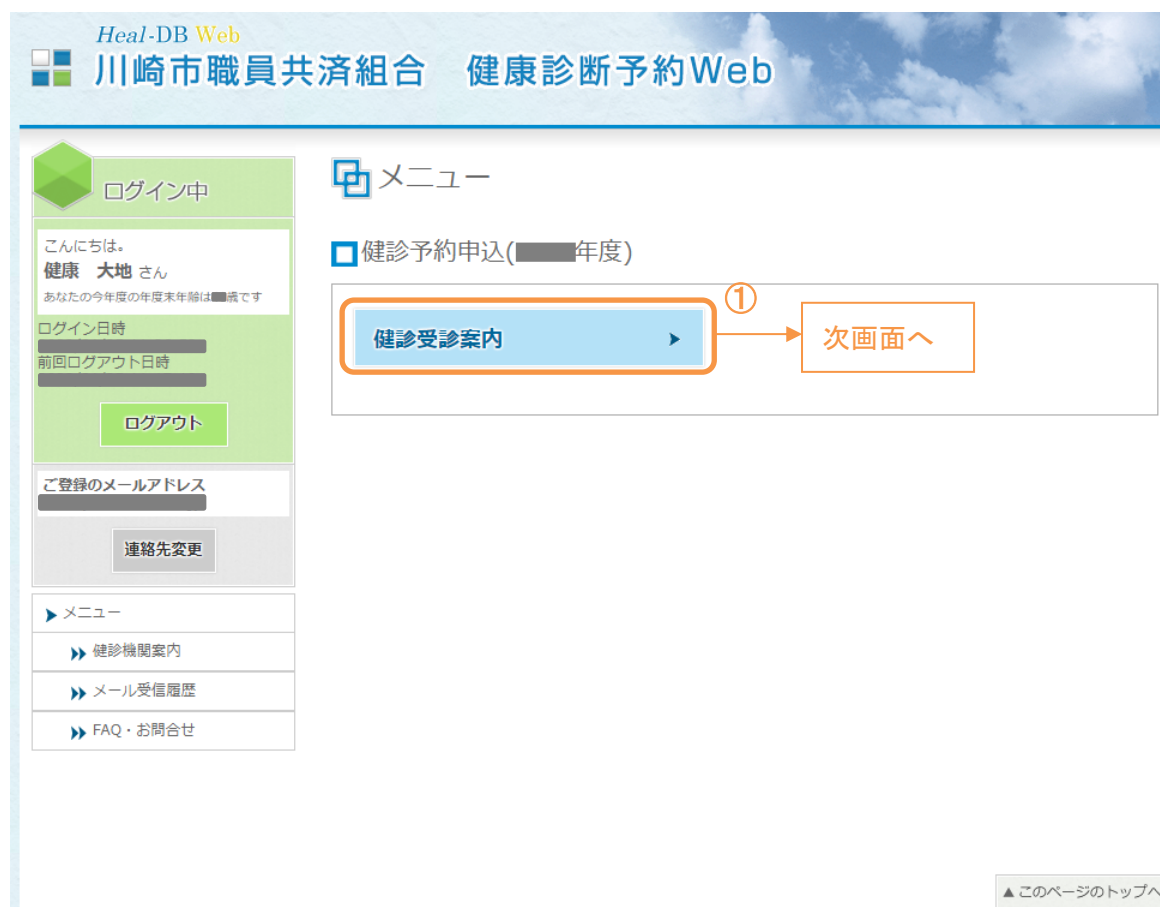 Heal-DB Web
川崎市職員共済組合　健康診断予約Web
ログイン中
こんにちは。
健康　大地 さん
あなたの今年度の年度末年齢は歳です
ログイン日時
前回ログアウト日時
ログアウト
ご登録のメールアドレス
連絡先変更
メニュー
健診機関案内
メール受信履歴
FAQ・お問合せ
メニュー
健診予約申込(年度)
健診受診案内
①
次画面へ
▲このページのトップへ